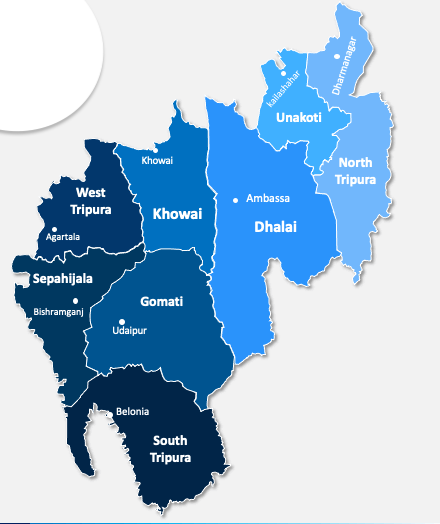 Dharmanagar
Kailashahar
Unakoti
North
Tripura
Khowai
West
Tripura
Ambassa
Khowai
Dhalai
Agartala
Sepahijala
Gomati
Bishramganj
Udaipur
Belonia
South
Tripura